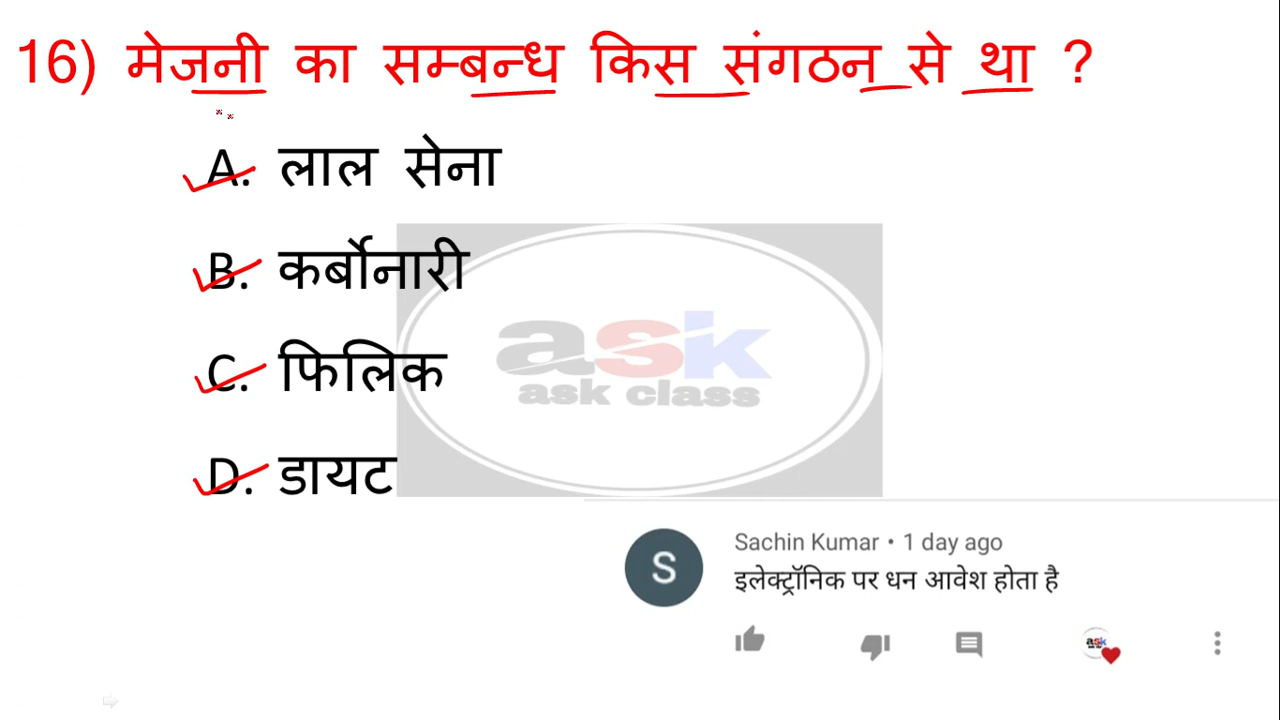 16) मेजनी का सम्बन्ध किस संगठन से था ?
A. लाल सेना
B. कर्बोनारी
C. फिलिक
D. डायट
ask
ask class
Sachin Kumar • 1 day ago
इलेक्ट्रॉनिक पर धन आवेश होता है
S
ask